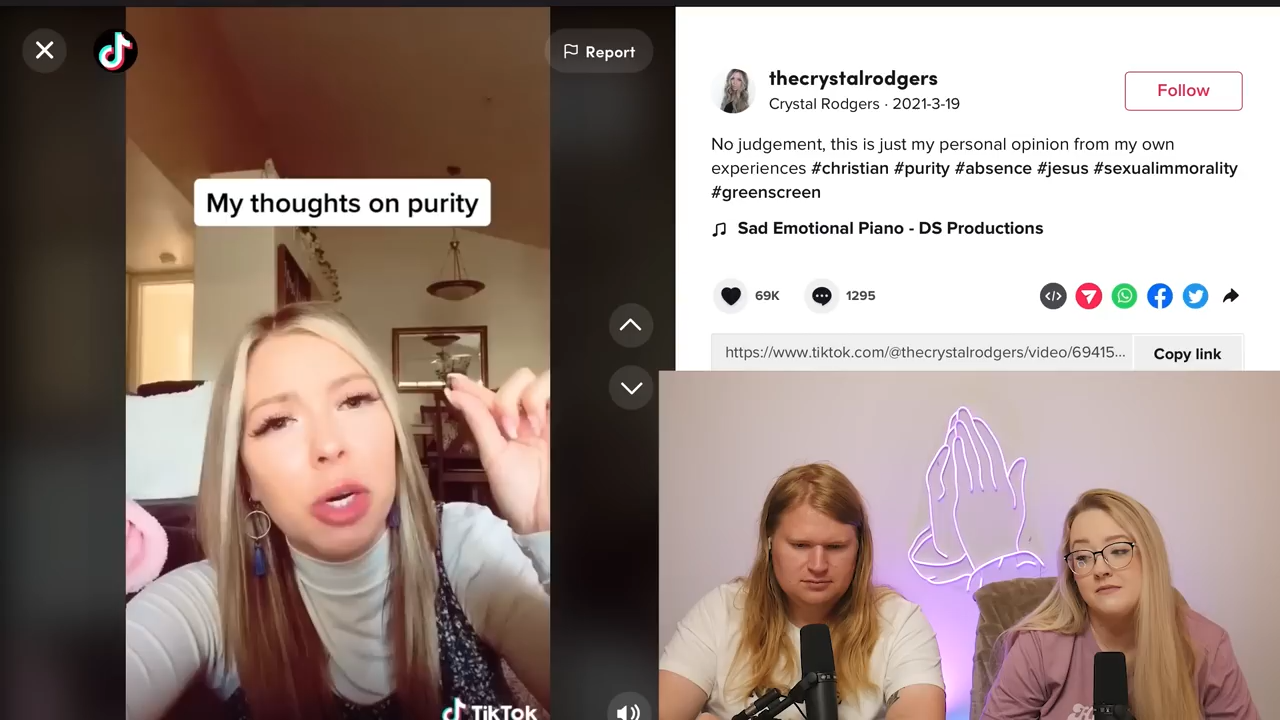 Report
My thoughts on purity
TikTok
thecrystalrodgers
Crystal Rodgers · 2021-3-19
Follow
No judgement, this is just my personal opinion from my own
experiences #christian #purity #absence #jesus #sexualimmorality
#greenscreen
Sad Emotional Piano - DS Productions
69K
1295
https://www.tiktok.com/@thecrystalrodgers/video/69415...
Copy link